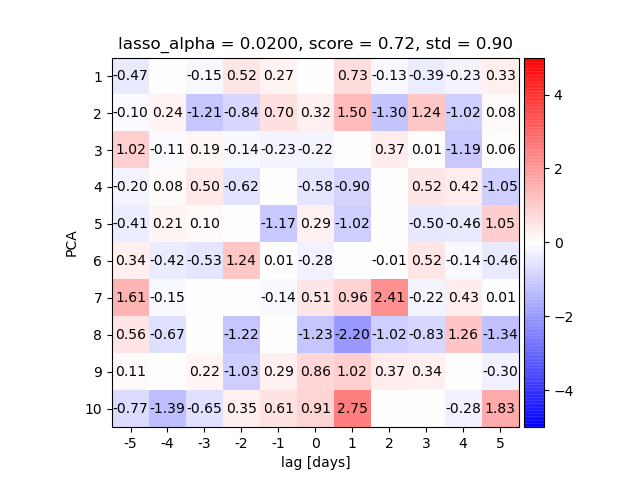 lasso_alpha = 0.0200, score = 0.72, std = 0.90
1 -0.47 -0.15 0.52 0.27 0.73 -0.13 -0.39 -0.23 0.33
2 -0.10 0.24 -1.21 -0.84 0.70 0.32 1.50 -1.30 1.24 -1.02 0.08
3 1.02 -0.11 0.19 -0.14 -0.23 -0.22 0.37 0.01 -1.19 0.06
4 -0.20 0.08 0.50 -0.62 -0.58 -0.90 0.52 0.42 -1.05
5 -0.41 0.21 0.10 -1.17 0.29 -1.02 -0.50 -0.46 1.05
6 0.34 -0.42 -0.53 1.24 0.01 -0.28 -0.01 0.52 -0.14 -0.46
7 1.61 -0.15 -0.14 0.51 0.96 2.41 -0.22 0.43 0.01
8 0.56 -0.67 -1.22 -1.23 -2.20 -1.02 -0.83 1.26 -1.34
9 0.11 0.22 -1.03 0.29 0.86 1.02 0.37 0.34 -0.30
10 -0.77 -1.39 -0.65 0.35 0.61 0.91 2.75 -0.28 1.83
-5 -4 -3 -2 -1 0 1 2 3 4 5
lag [days]
PCA
4
2
0
−2
−4